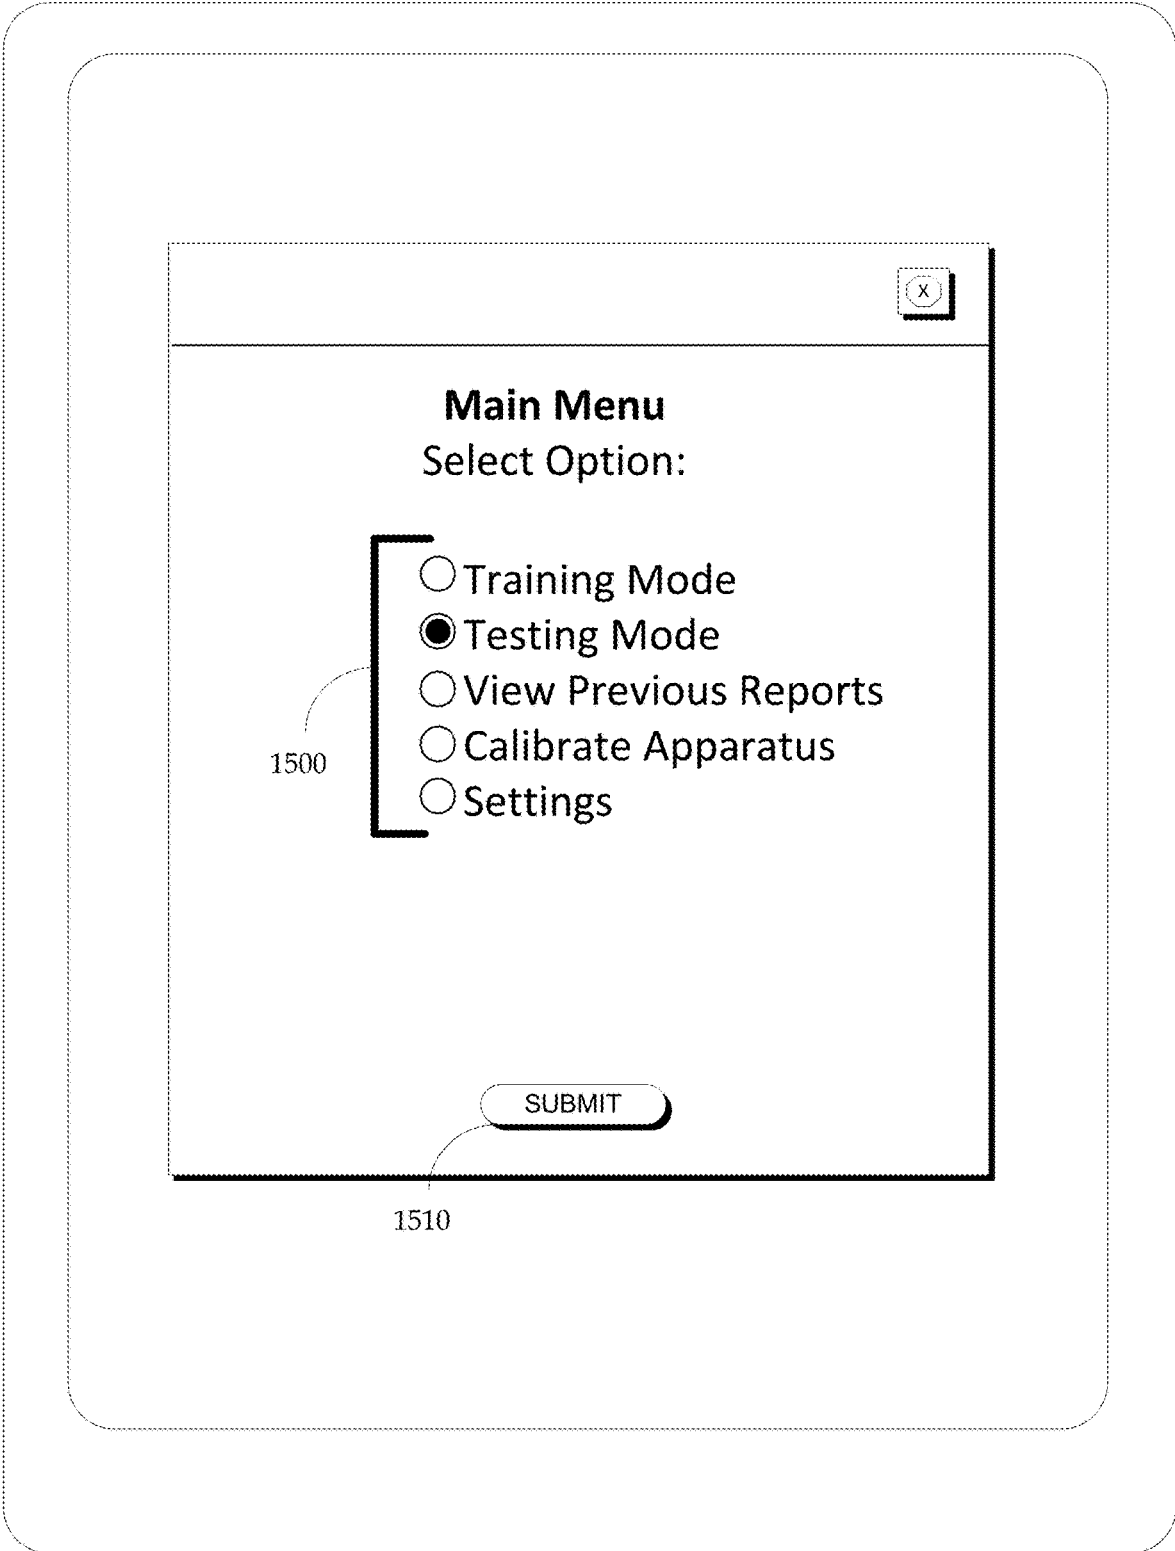 X
Main Menu
Select Option:
Training Mode
Testing Mode
View Previous Reports
Calibrate Apparatus
Settings
1500
SUBMIT
1510